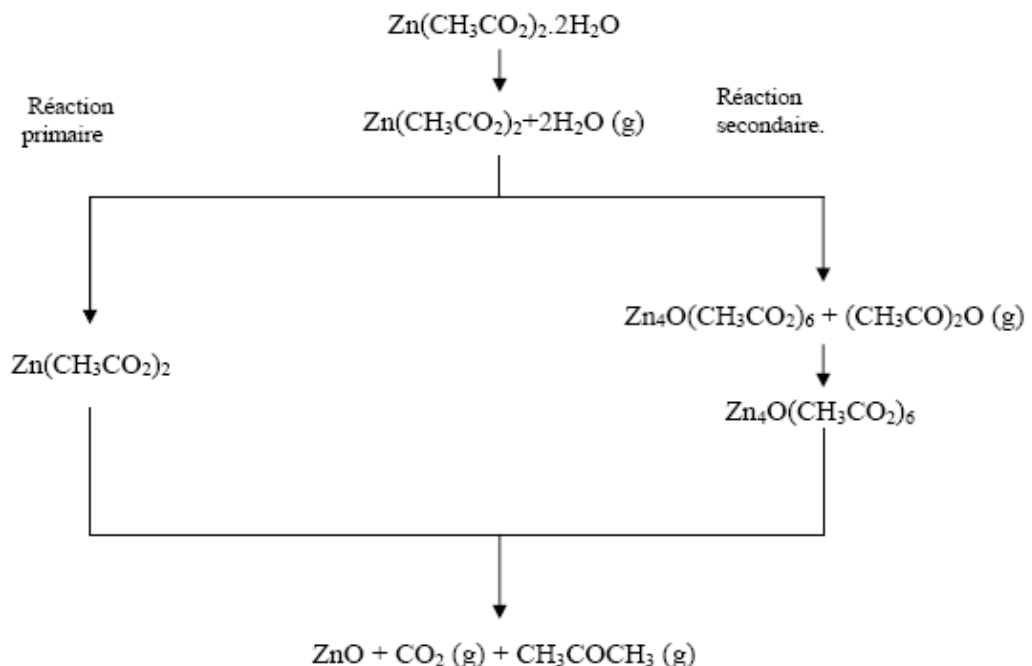 Zn(CH₃CO₂)₂.2H₂O
Réaction
primaire
Zn(CH₃CO₂)₂+2H₂O (g)
Réaction
secondaire.
Zn₄O(CH₃CO₂)₆ + (CH₃CO)₂O (g)
Zn(CH₃CO₂)₂
Zn₄O(CH₃CO₂)₆
ZnO + CO₂ (g) + CH₃COCH₃ (g)